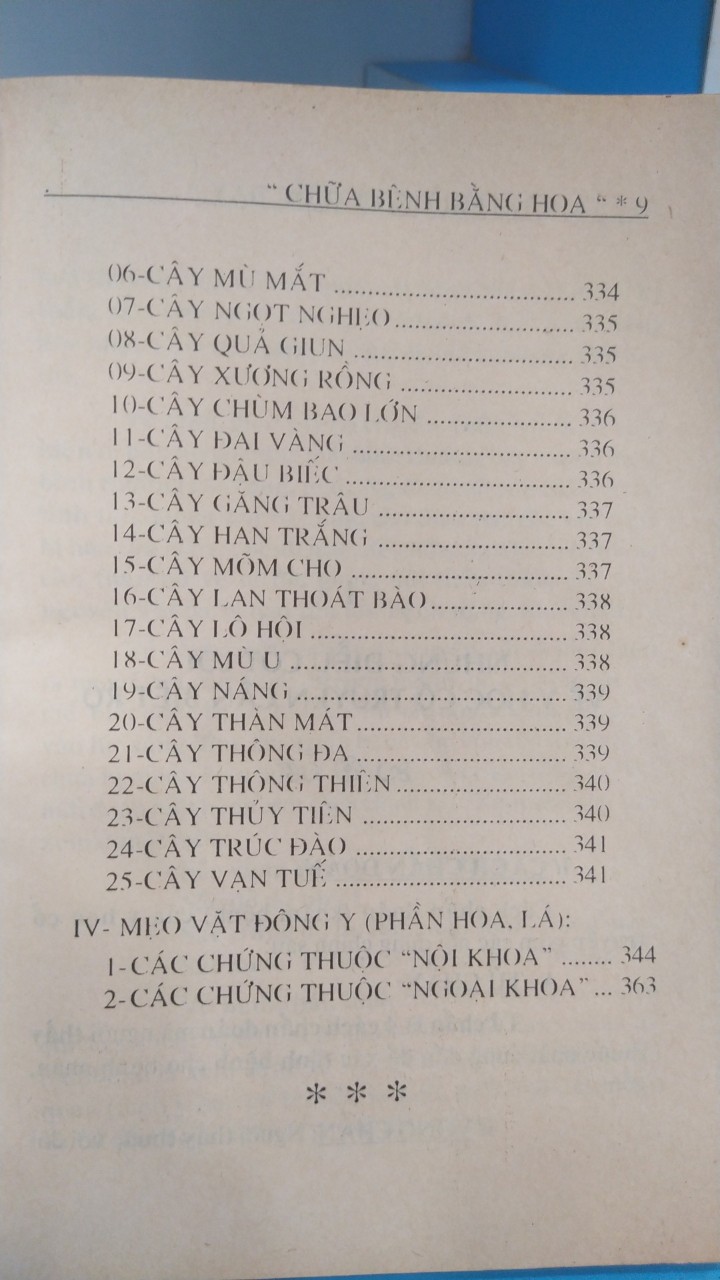 “ CHỮA BỆNH BẰNG HOA “ * 9
06-CÂY MÙ MẮT ........................ 334
07-CÂY NGỌT NGHẸO ........................ 335
08-CÂY QUẢ GIUN ........................ 335
09-CÂY XƯƠNG RỒNG ........................ 335
10-CÂY CHÙM BAO LỚN ........................ 336
11-CÂY ĐAI VÀNG ........................ 336
12-CÂY ĐẬU BIẾC ........................ 336
13-CÂY GĂNG TRÂU ........................ 337
14-CÂY HAN TRẮNG ........................ 337
15-CÂY MÕM CHO ........................ 337
16-CÂY LAN THOÁT BÀO ........................ 338
17-CÂY LÔ HỘI ........................ 338
18-CÂY MÙ U ........................ 338
19-CÂY NÁNG ........................ 339
20-CÂY THÀN MÁT ........................ 339
21-CÂY THÔNG ĐA ........................ 339
22-CÂY THÔNG THIÊN ........................ 340
23-CÂY THỦY TIÊN ........................ 340
24-CÂY TRÚC ĐÀO ........................ 341
25-CÂY VẠN TUẾ ........................ 341
IV- MẸO VẶT ĐÔNG Y (PHẦN HOA, LÁ):
1-CÁC CHỨNG THUỘC “NỘI KHOA” ........ 344
2-CÁC CHỨNG THUỘC “NGOẠI KHOA” ... 363
* * *